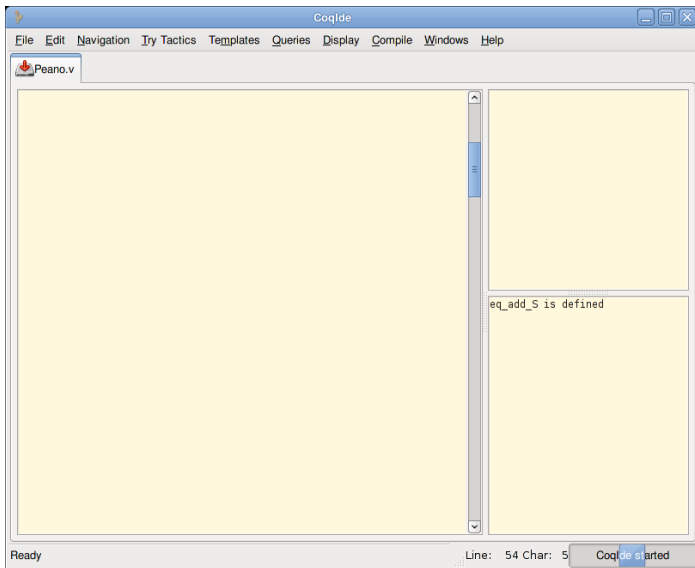 CoqIde
File Edit Navigation Try Tactics Templates Queries Display Compile Windows Help
Peano.v
eq_add_S is defined
Ready
Line: 54 Char: 5
CoqIde started